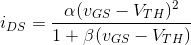 i_{DS} = \frac{\alpha(v_{GS} - V_{TH})^2}{1 + \beta(v_{GS} - V_{TH})}